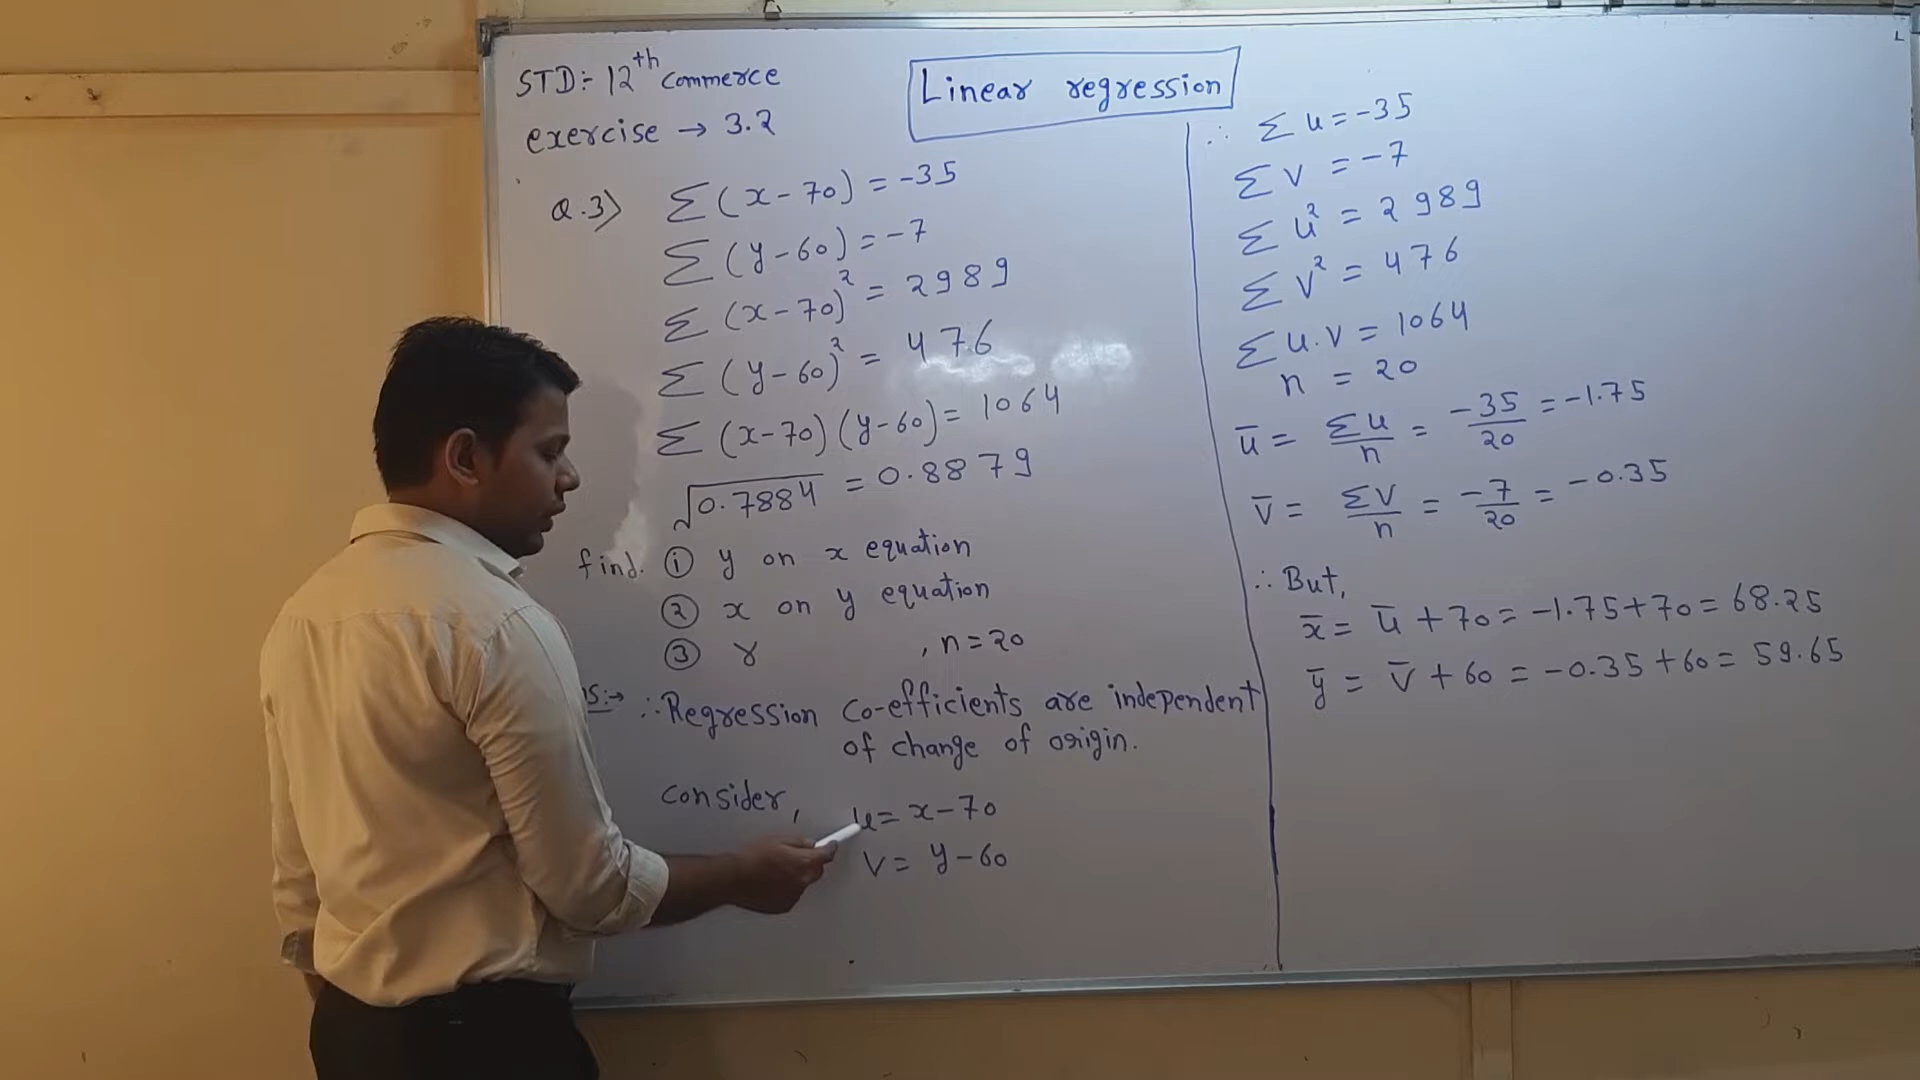 STD:- 12th commerce
exercise → 3.2
Linear regression
Q.3) Σ(x-70) = -35
Σ(y-60) = -7
Σ(x-70)² = 2989
Σ(y-60)² = 476
Σ(x-70)(y-60) = 1064
√0.7884 = 0.8879
find. ① y on x equation
② x on y equation
③ r , n=20
ns:→ ∴ Regression co-efficients are independent
of change of origin.
consider, u = x-70
v = y-60
∴ Σu = -35
Σv = -7
Σu² = 2989
Σv² = 476
Σu.v = 1064
n = 20
ū = Σu/n = -35/20 = -1.75
v̄ = Σv/n = -7/20 = -0.35
∴ But,
x̄ = ū + 70 = -1.75 + 70 = 68.25
ȳ = v̄ + 60 = -0.35 + 60 = 59.65